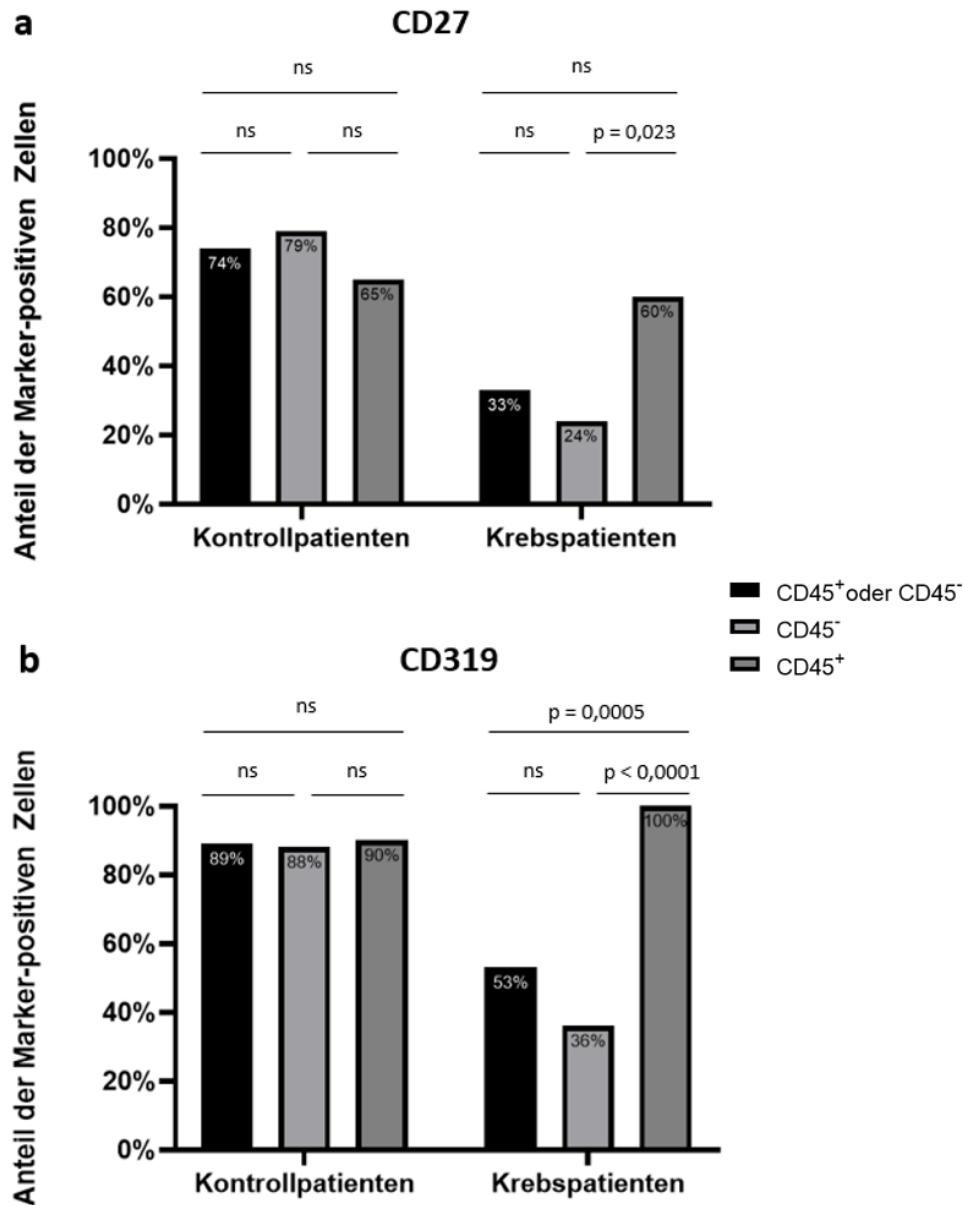 a
CD27
ns
ns
ns
ns
ns
p = 0,023
Anteil der Marker-positiven Zellen
100%
80%
60%
40%
20%
0%
74%
79%
65%
33%
24%
60%
Kontrollpatienten
Krebspatienten
CD45+ oder CD45-
CD45-
CD45+
b
CD319
ns
p = 0,0005
ns
ns
ns
p < 0,0001
Anteil der Marker-positiven Zellen
100%
80%
60%
40%
20%
0%
89%
88%
90%
53%
36%
100%
Kontrollpatienten
Krebspatienten